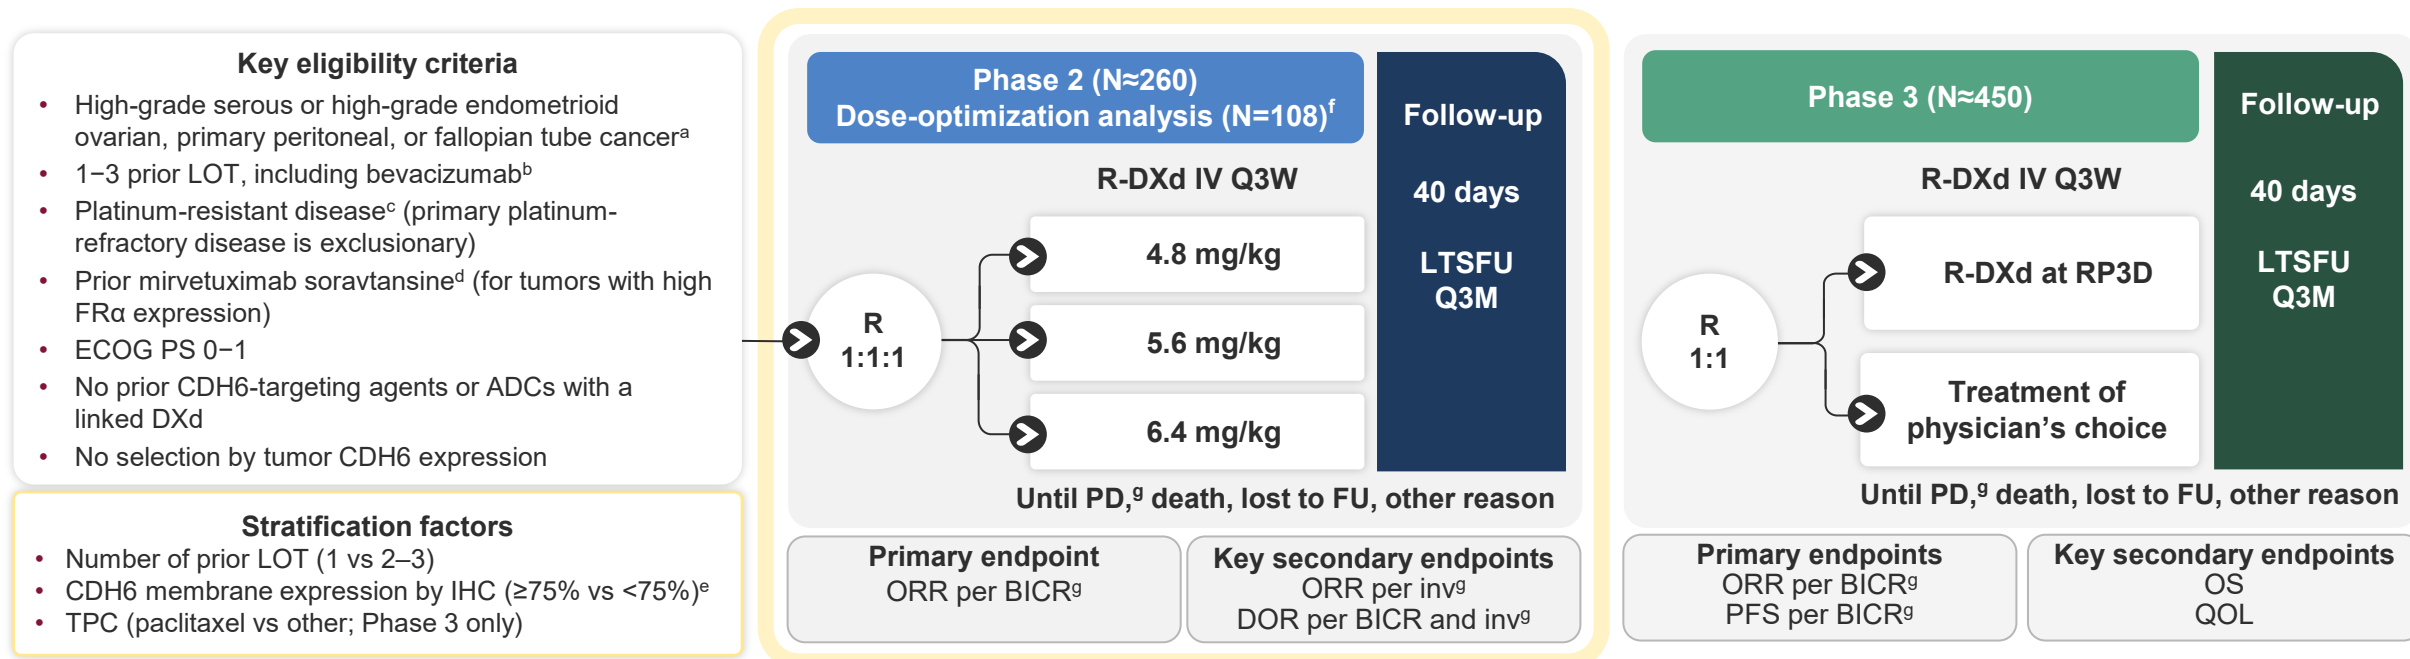 Key eligibility criteria
• High-grade serous or high-grade endometrioid
ovarian, primary peritoneal, or fallopian tube cancerᵃ
• 1−3 prior LOT, including bevacizumabᵇ
• Platinum-resistant diseaseᶜ (primary platinum-
refractory disease is exclusionary)
• Prior mirvetuximab soravtansineᵈ (for tumors with high
FRα expression)
• ECOG PS 0−1
• No prior CDH6-targeting agents or ADCs with a
linked DXd
• No selection by tumor CDH6 expression
Stratification factors
• Number of prior LOT (1 vs 2–3)
• CDH6 membrane expression by IHC (≥75% vs <75%)ᵉ
• TPC (paclitaxel vs other; Phase 3 only)
Phase 2 (N≈260)
Dose-optimization analysis (N=108)ᶠ
R-DXd IV Q3W
R
1:1:1
4.8 mg/kg
5.6 mg/kg
6.4 mg/kg
Follow-up
40 days
LTSFU
Q3M
Until PD,ᵍ death, lost to FU, other reason
Primary endpoint
ORR per BICRᵍ
Key secondary endpoints
ORR per invᵍ
DOR per BICR and invᵍ
Phase 3 (N≈450)
R-DXd IV Q3W
R
1:1
R-DXd at RP3D
Treatment of
physician’s choice
Follow-up
40 days
LTSFU
Q3M
Until PD,ᵍ death, lost to FU, other reason
Primary endpoints
ORR per BICRᵍ
PFS per BICRᵍ
Key secondary endpoints
OS
QOL